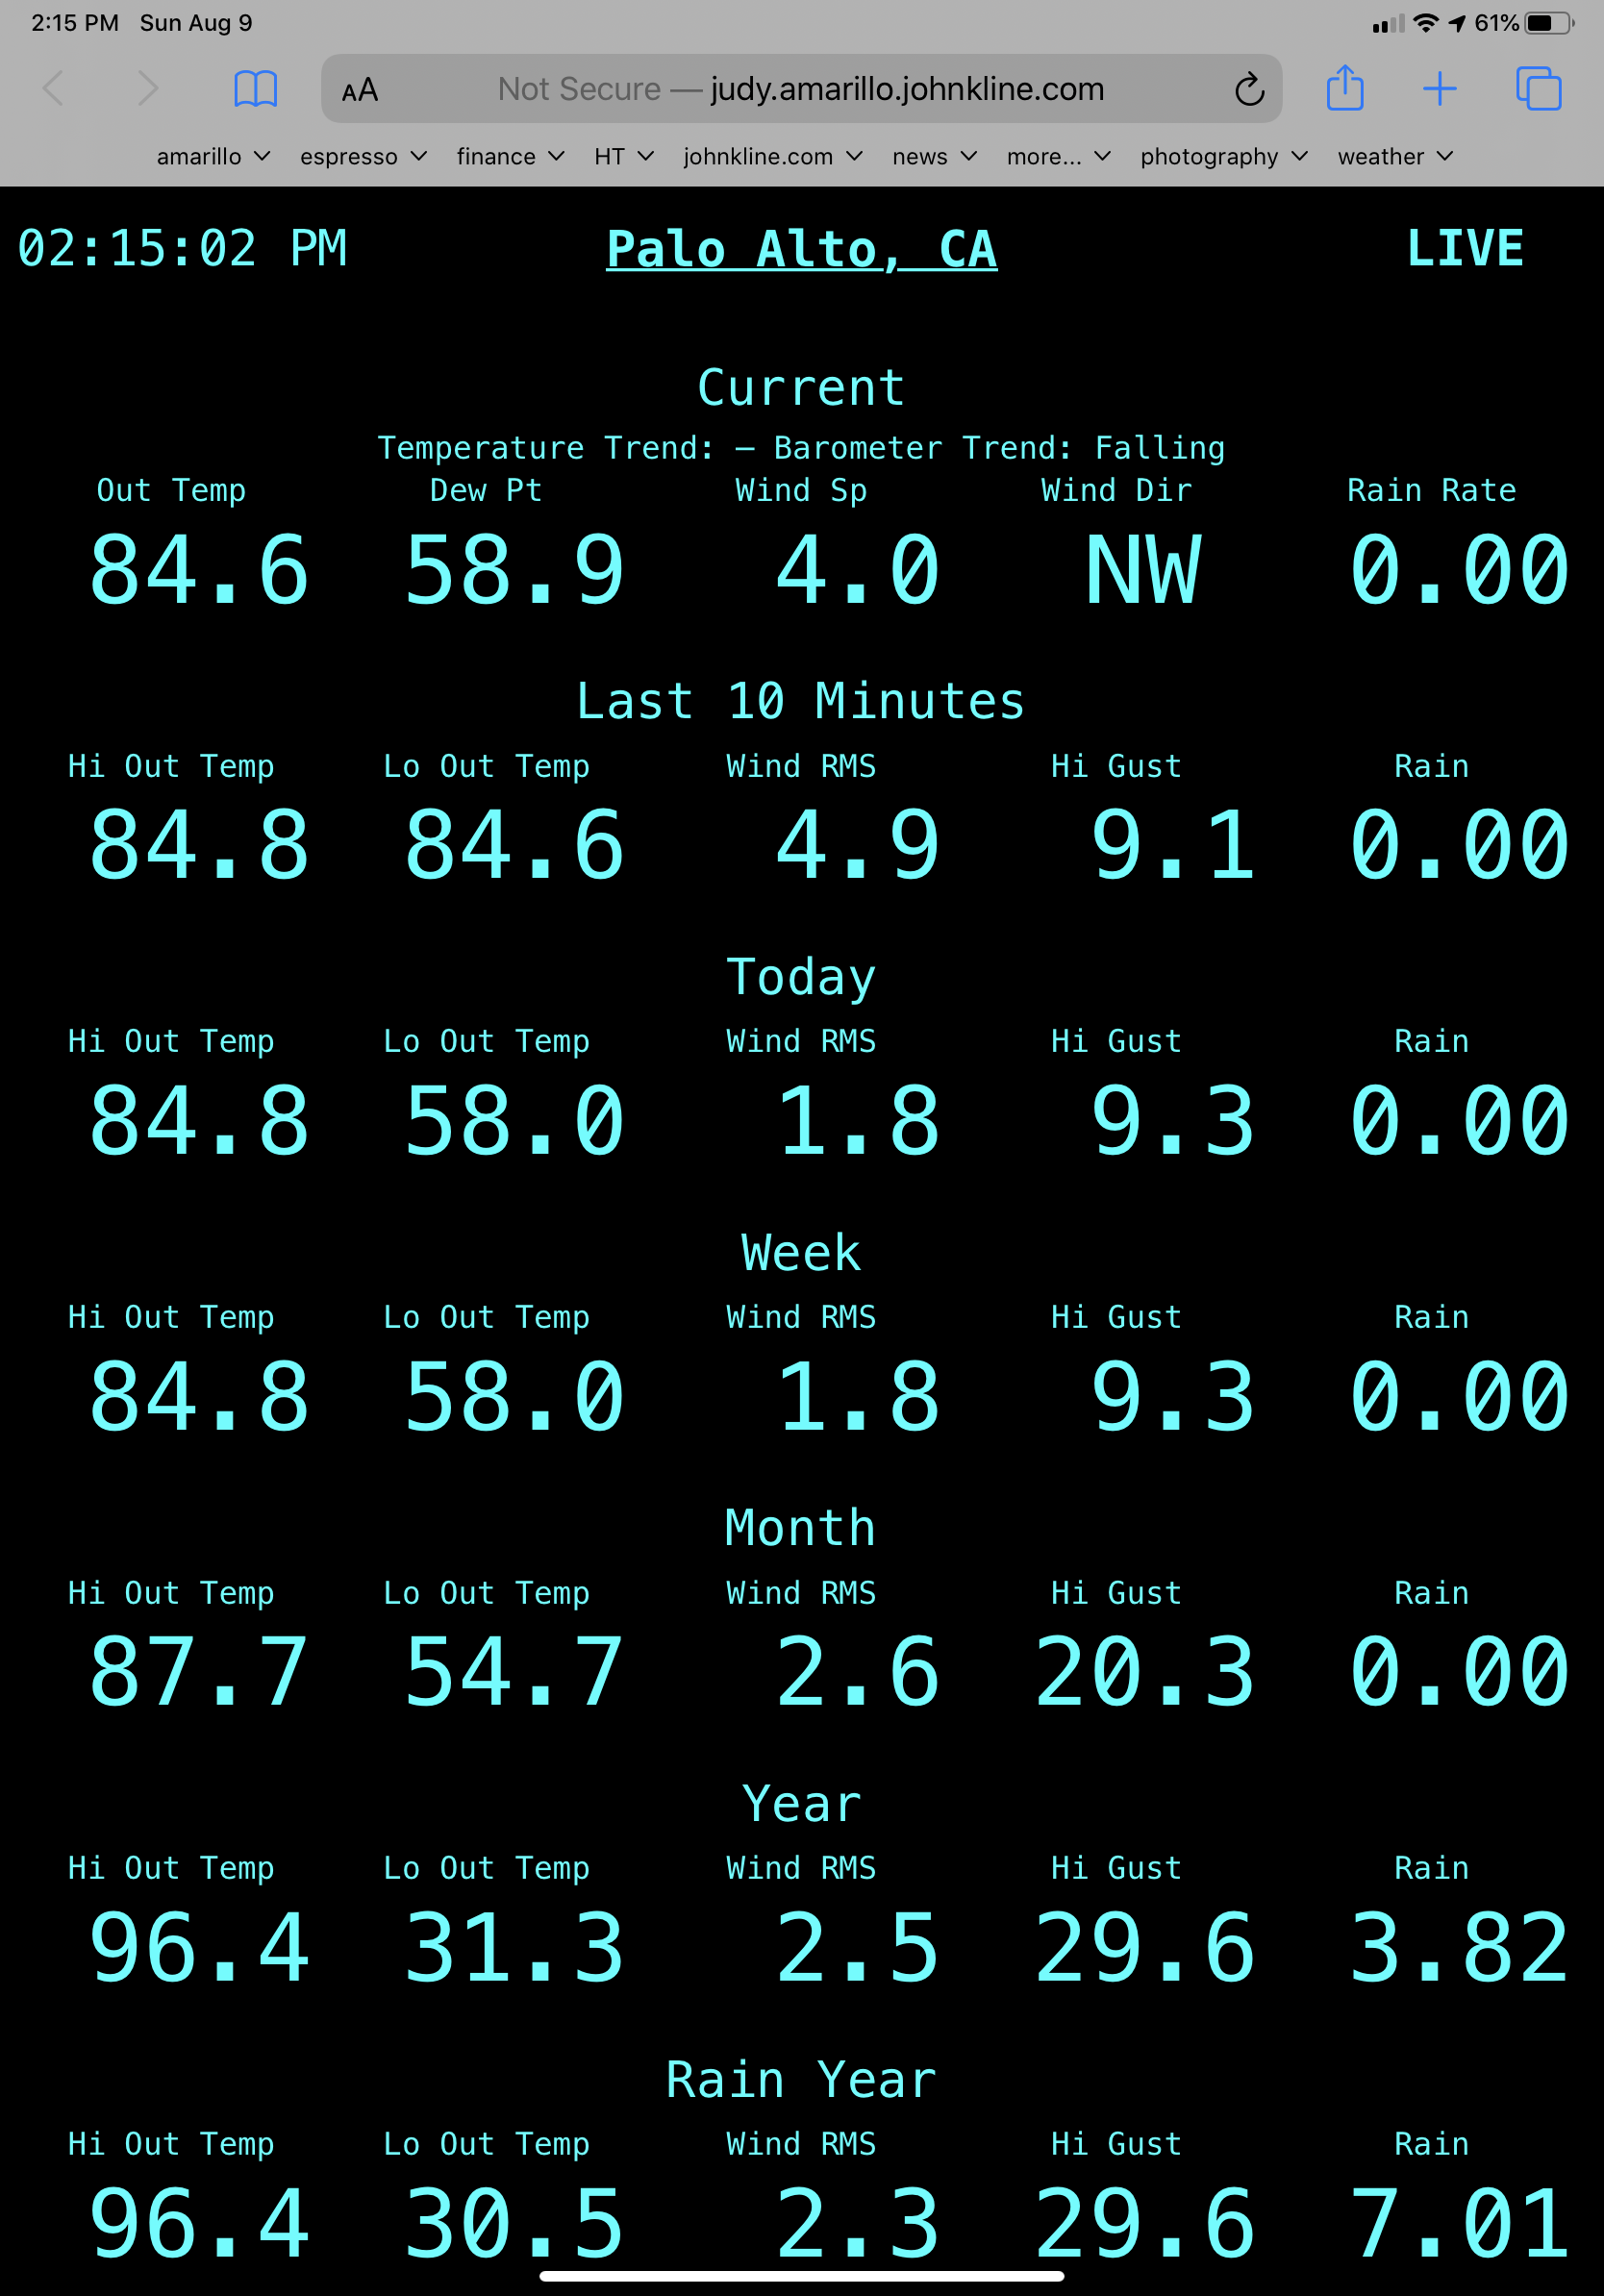 2:15 PM Sun Aug 9 61%
AA Not Secure — judy.amarillo.johnkline.com
amarillo espresso finance HT johnkline.com news more... photography weather
02:15:02 PM Palo Alto, CA LIVE
Current
Temperature Trend: — Barometer Trend: Falling
Out Temp Dew Pt Wind Sp Wind Dir Rain Rate
84.6 58.9 4.0 NW 0.00
Last 10 Minutes
Hi Out Temp Lo Out Temp Wind RMS Hi Gust Rain
84.8 84.6 4.9 9.1 0.00
Today
Hi Out Temp Lo Out Temp Wind RMS Hi Gust Rain
84.8 58.0 1.8 9.3 0.00
Week
Hi Out Temp Lo Out Temp Wind RMS Hi Gust Rain
84.8 58.0 1.8 9.3 0.00
Month
Hi Out Temp Lo Out Temp Wind RMS Hi Gust Rain
87.7 54.7 2.6 20.3 0.00
Year
Hi Out Temp Lo Out Temp Wind RMS Hi Gust Rain
96.4 31.3 2.5 29.6 3.82
Rain Year
Hi Out Temp Lo Out Temp Wind RMS Hi Gust Rain
96.4 30.5 2.3 29.6 7.01